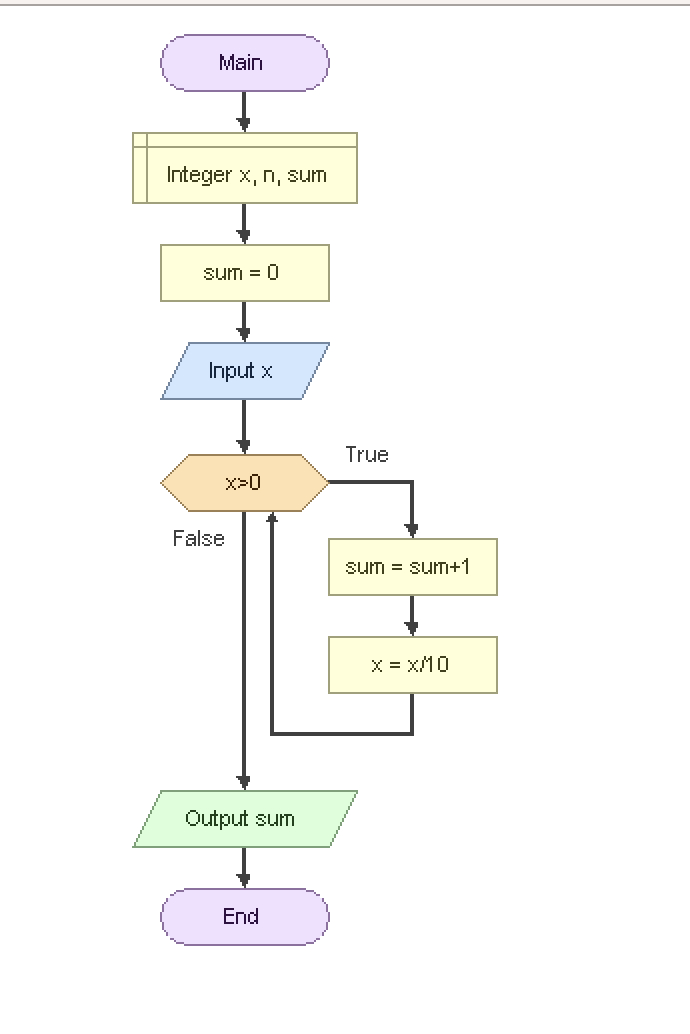 Main
Integer x, n, sum
sum = 0
Input x
x>0
True
False
sum = sum+1
x = x/10
Output sum
End